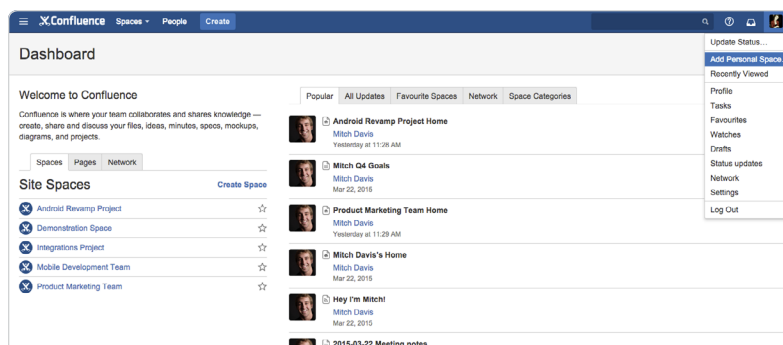 Confluence Spaces People Create
Update Status...
Add Personal Space...
Recently Viewed
Profile
Tasks
Favourites
Watches
Drafts
Status updates
Network
Settings
Log Out
Dashboard
Welcome to Confluence
Confluence is where your team collaborates and shares knowledge —
create, share and discuss your files, ideas, minutes, specs, mockups,
diagrams, and projects.
Spaces Pages Network
Site Spaces Create Space
Android Revamp Project
Demonstration Space
Integrations Project
Mobile Development Team
Product Marketing Team
Popular All Updates Favourite Spaces Network Space Categories
Android Revamp Project Home
Mitch Davis
Yesterday at 11:28 AM
Mitch Q4 Goals
Mitch Davis
Mar 22, 2015
Product Marketing Team Home
Mitch Davis
Yesterday at 11:29 AM
Mitch Davis's Home
Mitch Davis
Mar 22, 2015
Hey I'm Mitch!
Mitch Davis
Mar 22, 2015
2015-03-22 Meeting notes